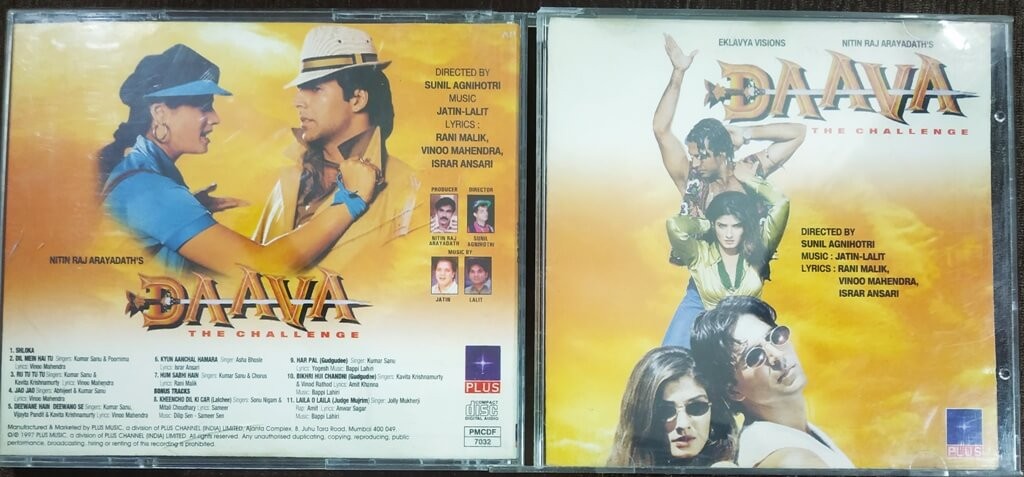 DIRECTED BY
SUNIL AGNIHOTRI
MUSIC
JATIN-LALIT
LYRICS :
RANI MALIK,
VINOO MAHENDRA,
ISRAR ANSARI
PRODUCER DIRECTOR
NITIN RAJ ARAYADATH SUNIL AGNIHOTRI
MUSIC BY
JATIN LALIT
NITIN RAJ ARAYADATH'S
DAAVA
THE CHALLENGE
1. SHLOKA
2. DIL MEIN HAI TU Singers: Kumar Sanu & Poornima
Lyrics: Vinoo Mahendra
3. RU TU TU TU Singers: Kumar Sanu &
Kavita Krishnamurty Lyrics: Vinoo Mahendra
4. JAO JAO Singers: Abhijeet & Kumar Sanu
Lyrics: Vinoo Mahendra
5. DEEWANE HAIN DEEWANO SE Singers: Kumar Sanu,
Vijayta Pandit & Kavita Krishnamurty Lyrics: Vinoo Mahendra
6. KYUN AANCHAL HAMARA Singer: Asha Bhosle
Lyrics: Israr Ansari
7. HUM SABHI HAIN Singers: Kumar Sanu & Chorus
Lyrics: Rani Malik
BONUS TRACKS
8. KHEENCHO DIL KI CAR (Lalchee) Singers: Sonu Nigam &
Mitali Choudhary Lyrics: Sameer
Music: Dilip Sen - Sameer Sen
9. HAR PAL (Gudgudee) Singer: Kumar Sanu
Lyrics: Yogesh Music: Bappi Lahiri
10. BIKHRI HUI CHANDNI (Gudgudee) Singers: Kavita Krishnamurty
& Vinod Rathod Lyrics: Amit Khanna
Music: Bappi Lahiri
11. LAILA O LAILA (Judge Mujrim) Singer: Jolly Mukherji
Rap: Amit Lyrics: Anwar Sagar
Music: Bappi Lahiri
PLUS
COMPACT
disc
DIGITAL AUDIO
PMCDF
7032
Manufactured & Marketed by PLUS MUSIC, a division of PLUS CHANNEL (INDIA) LIMITED, Ajanta Complex, 8, Juhu Tara Road, Mumbai 400 049.
©℗ 1997 PLUS MUSIC, a division of PLUS CHANNEL (INDIA) LIMITED. All rights reserved. Any unauthorised duplicating, copying, reproducing, public
performance, broadcasting, hiring or renting of this recording is prohibited.
EKLAVYA VISIONS NITIN RAJ ARAYADATH'S
DAAVA
THE CHALLENGE
DIRECTED BY
SUNIL AGNIHOTRI
MUSIC : JATIN-LALIT
LYRICS : RANI MALIK,
VINOO MAHENDRA,
ISRAR ANSARI
PLUS